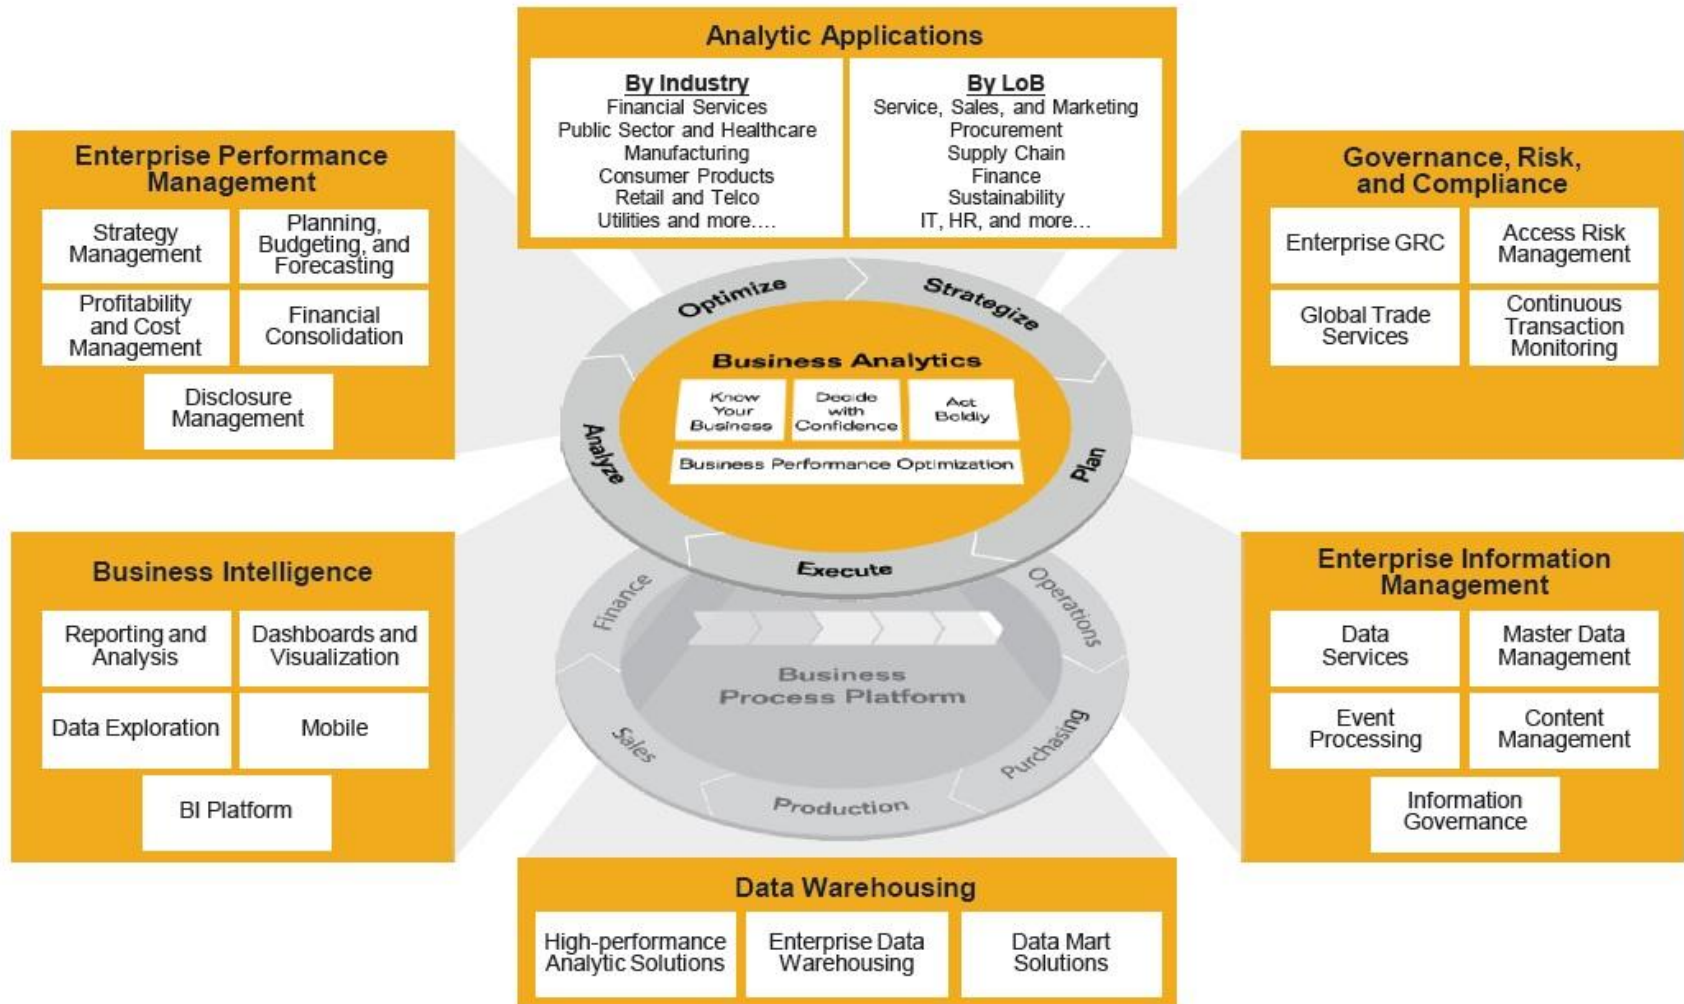 Analytic Applications
By Industry
Financial Services
Public Sector and Healthcare
Manufacturing
Consumer Products
Retail and Telco
Utilities and more....
By LoB
Service, Sales, and Marketing
Procurement
Supply Chain
Finance
Sustainability
IT, HR, and more...
Enterprise Performance
Management
Strategy
Management
Planning,
Budgeting, and
Forecasting
Profitability
and Cost
Management
Financial
Consolidation
Disclosure
Management
Governance, Risk,
and Compliance
Enterprise GRC
Access Risk
Management
Global Trade
Services
Continuous
Transaction
Monitoring
Optimize
Strategize
Plan
Execute
Analyze
Business Analytics
Know
Your
Business
Decide
with
Confidence
Act
Boldly
Business Performance Optimization
Business Intelligence
Reporting and
Analysis
Dashboards and
Visualization
Data Exploration
Mobile
BI Platform
Finance
Operations
Purchasing
Production
Sales
Business
Process Platform
Enterprise Information
Management
Data
Services
Master Data
Management
Event
Processing
Content
Management
Information
Governance
Data Warehousing
High-performance
Analytic Solutions
Enterprise Data
Warehousing
Data Mart
Solutions